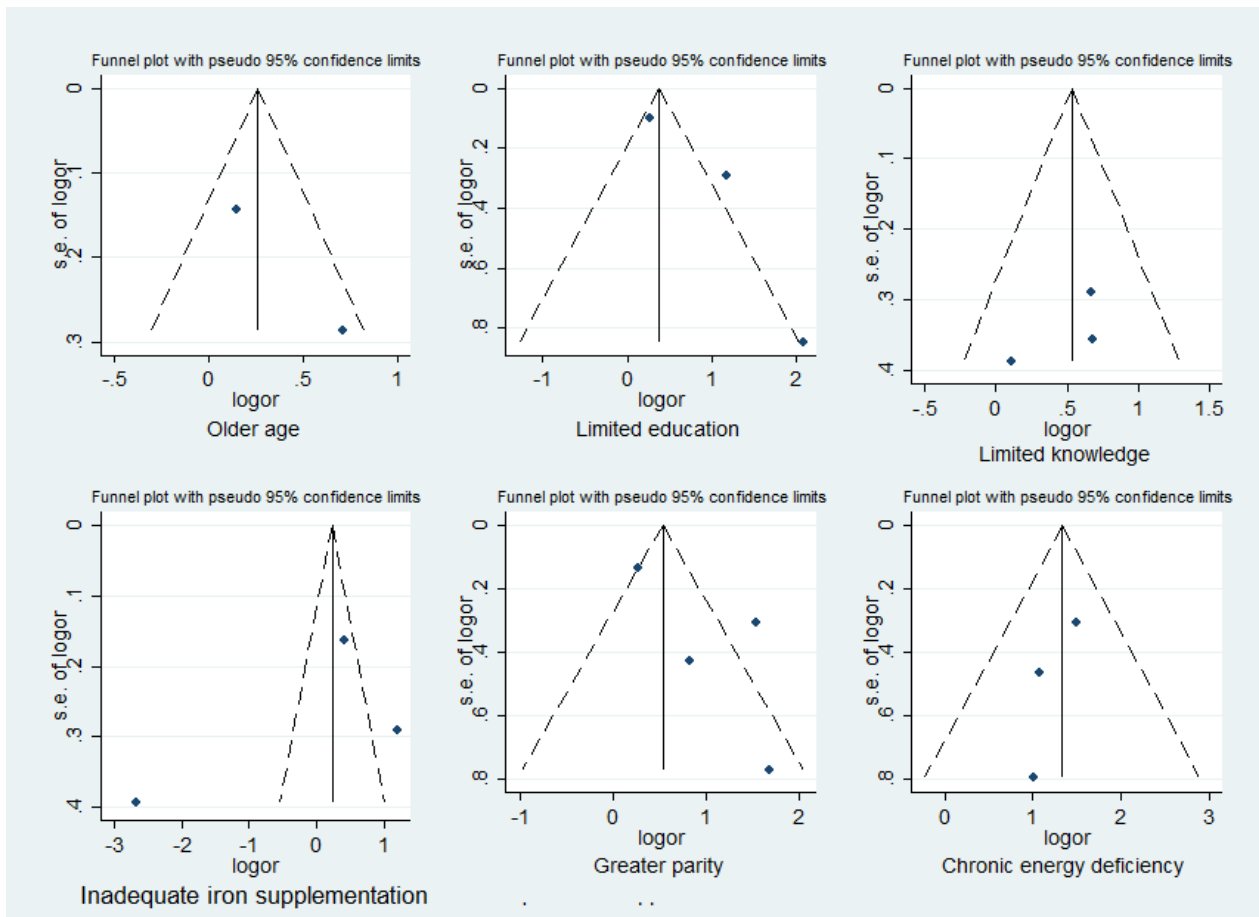 Funnel plot with pseudo 95% confidence limits
0
.1
.2
.3
s.e. of logor
-.5
0
.5
1
logor
Older age
Funnel plot with pseudo 95% confidence limits
0
.2
.4
.6
.8
s.e. of logor
-1
0
1
2
logor
Limited education
Funnel plot with pseudo 95% confidence limits
0
.1
.2
.3
.4
s.e. of logor
-.5
0
.5
1
1.5
logor
Limited knowledge
Funnel plot with pseudo 95% confidence limits
0
.1
.2
.3
.4
s.e. of logor
-3
-2
-1
0
1
logor
Inadequate iron supplementation
Funnel plot with pseudo 95% confidence limits
0
.2
.4
.6
.8
s.e. of logor
-1
0
1
2
logor
Greater parity
Funnel plot with pseudo 95% confidence limits
0
.2
.4
.6
.8
s.e. of logor
0
1
2
3
logor
Chronic energy deficiency